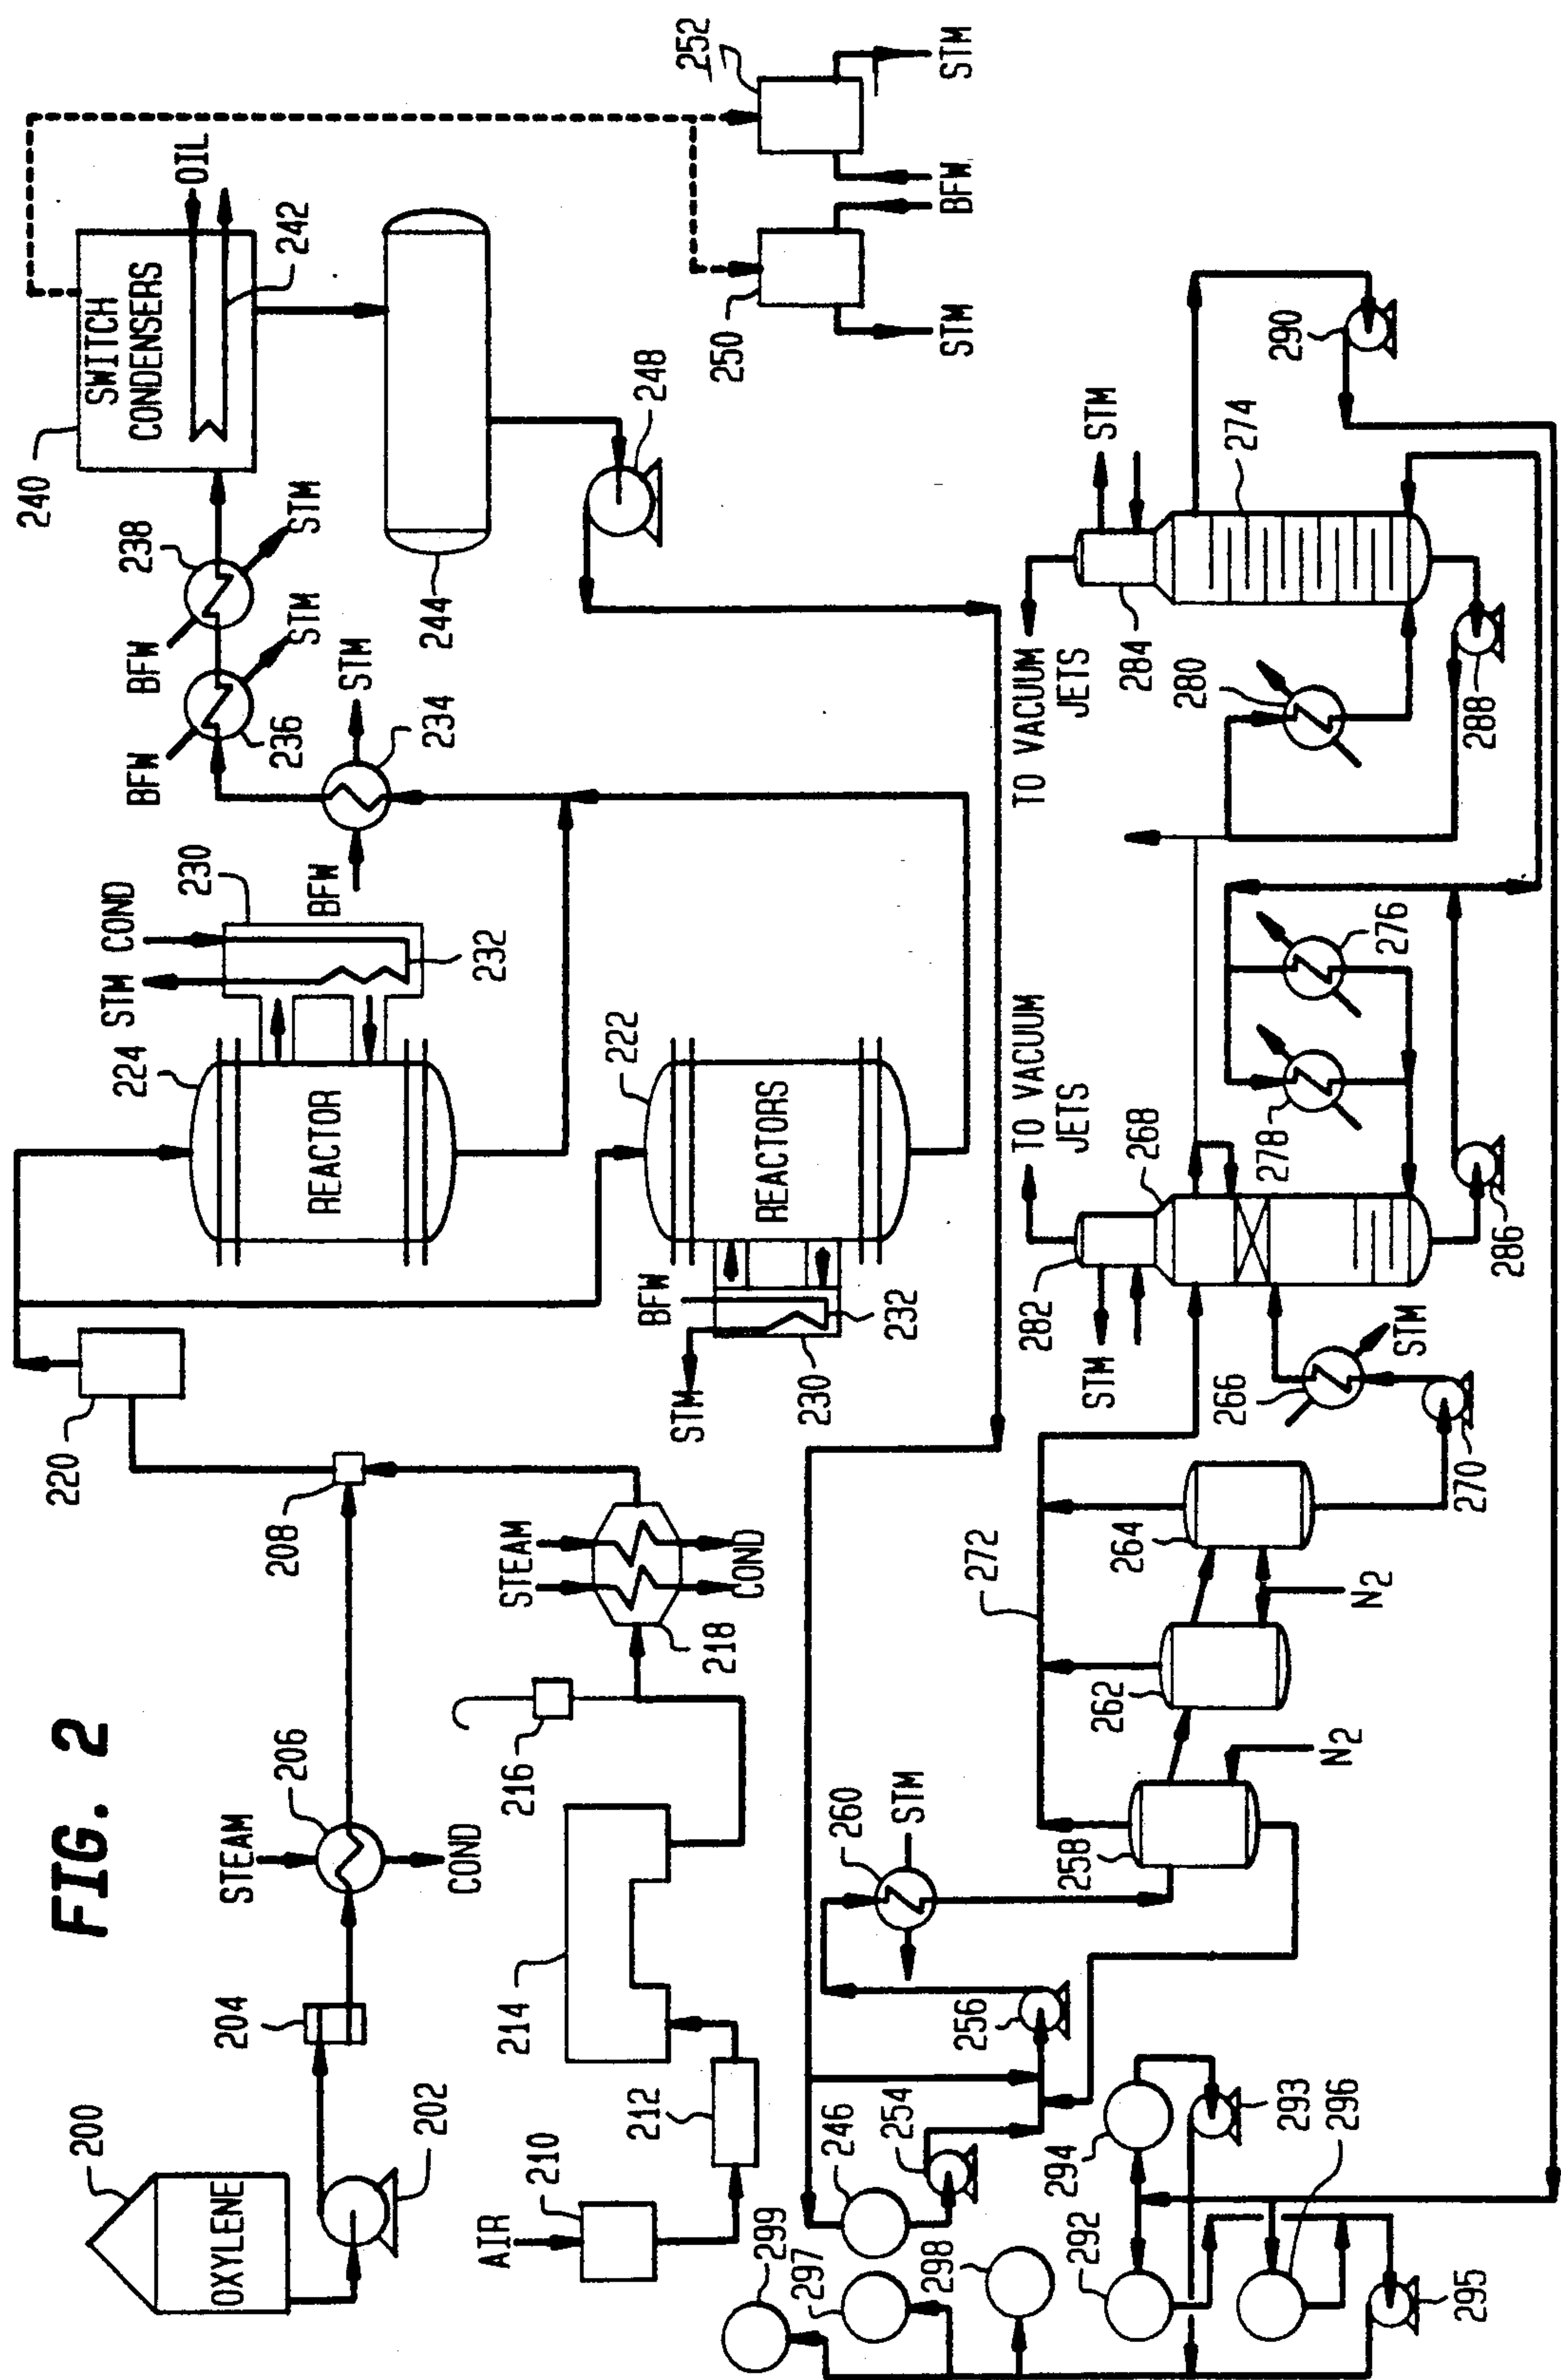 FIG. 2
200
OXYLENE
202
204
STEAM
206
COND
208
AIR
210
212
214
216
STEAM
218
COND
220
224
REACTOR
STM
COND
230
232
222
REACTORS
BFW
STM
232
230
BFW
234
STM
BFW
236
STM
BFW
238
STM
240
SWITCH
CONDENSERS
OIL
242
244
248
252
STM
BFW
250
STM
299
297
246
254
298
256
260
STM
258
N2
262
272
264
N2
270
266
STM
STM
282
268
TO VACUUM
JETS
278
276
286
TO VACUUM
JETS
284
STM
280
288
274
290
292
294
293
296
295